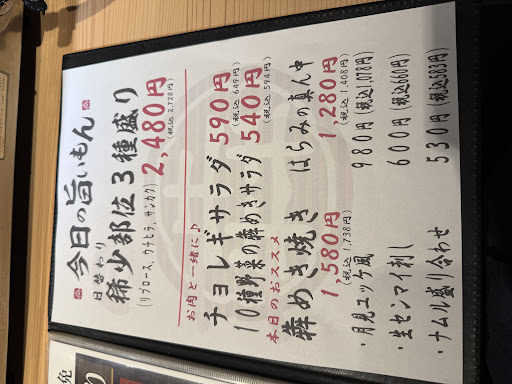 今日の旨いもん
日替わり
稀少部位3種盛り
(リブロース、ウチヒラ、サンカク) 2,480円
(税込 2,728円)
お肉と一緒に♪
チョレギサラダ 590円
(税込 649円)
10種野菜の犇めきサラダ 540円
(税込 594円)
本日のおススメ
犇めき焼き
1,580円
(税込 1,738円)
はらみの真ん中
1,280円
(税込 1,408円)
・月見ユッケ風 980円(税込1,078円)
・生センマイ刺し 600円(税込660円)
・ナムル盛り合わせ 530円(税込583円)
免